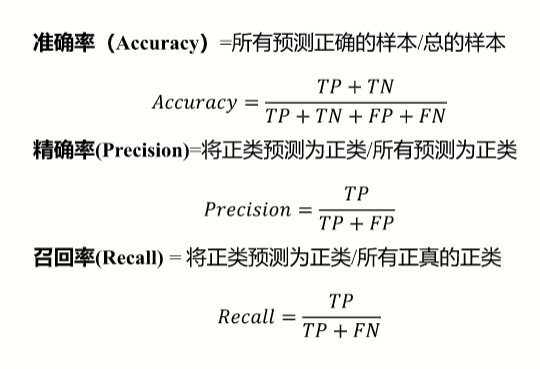 准确率（Accuracy）=所有预测正确的样本/总的样本
Accuracy = \frac{TP + TN}{TP + TN + FP + FN}
精确率(Precision)=将正类预测为正类/所有预测为正类
Precision = \frac{TP}{TP + FP}
召回率(Recall) = 将正类预测为正类/所有正真的正类
Recall = \frac{TP}{TP + FN}